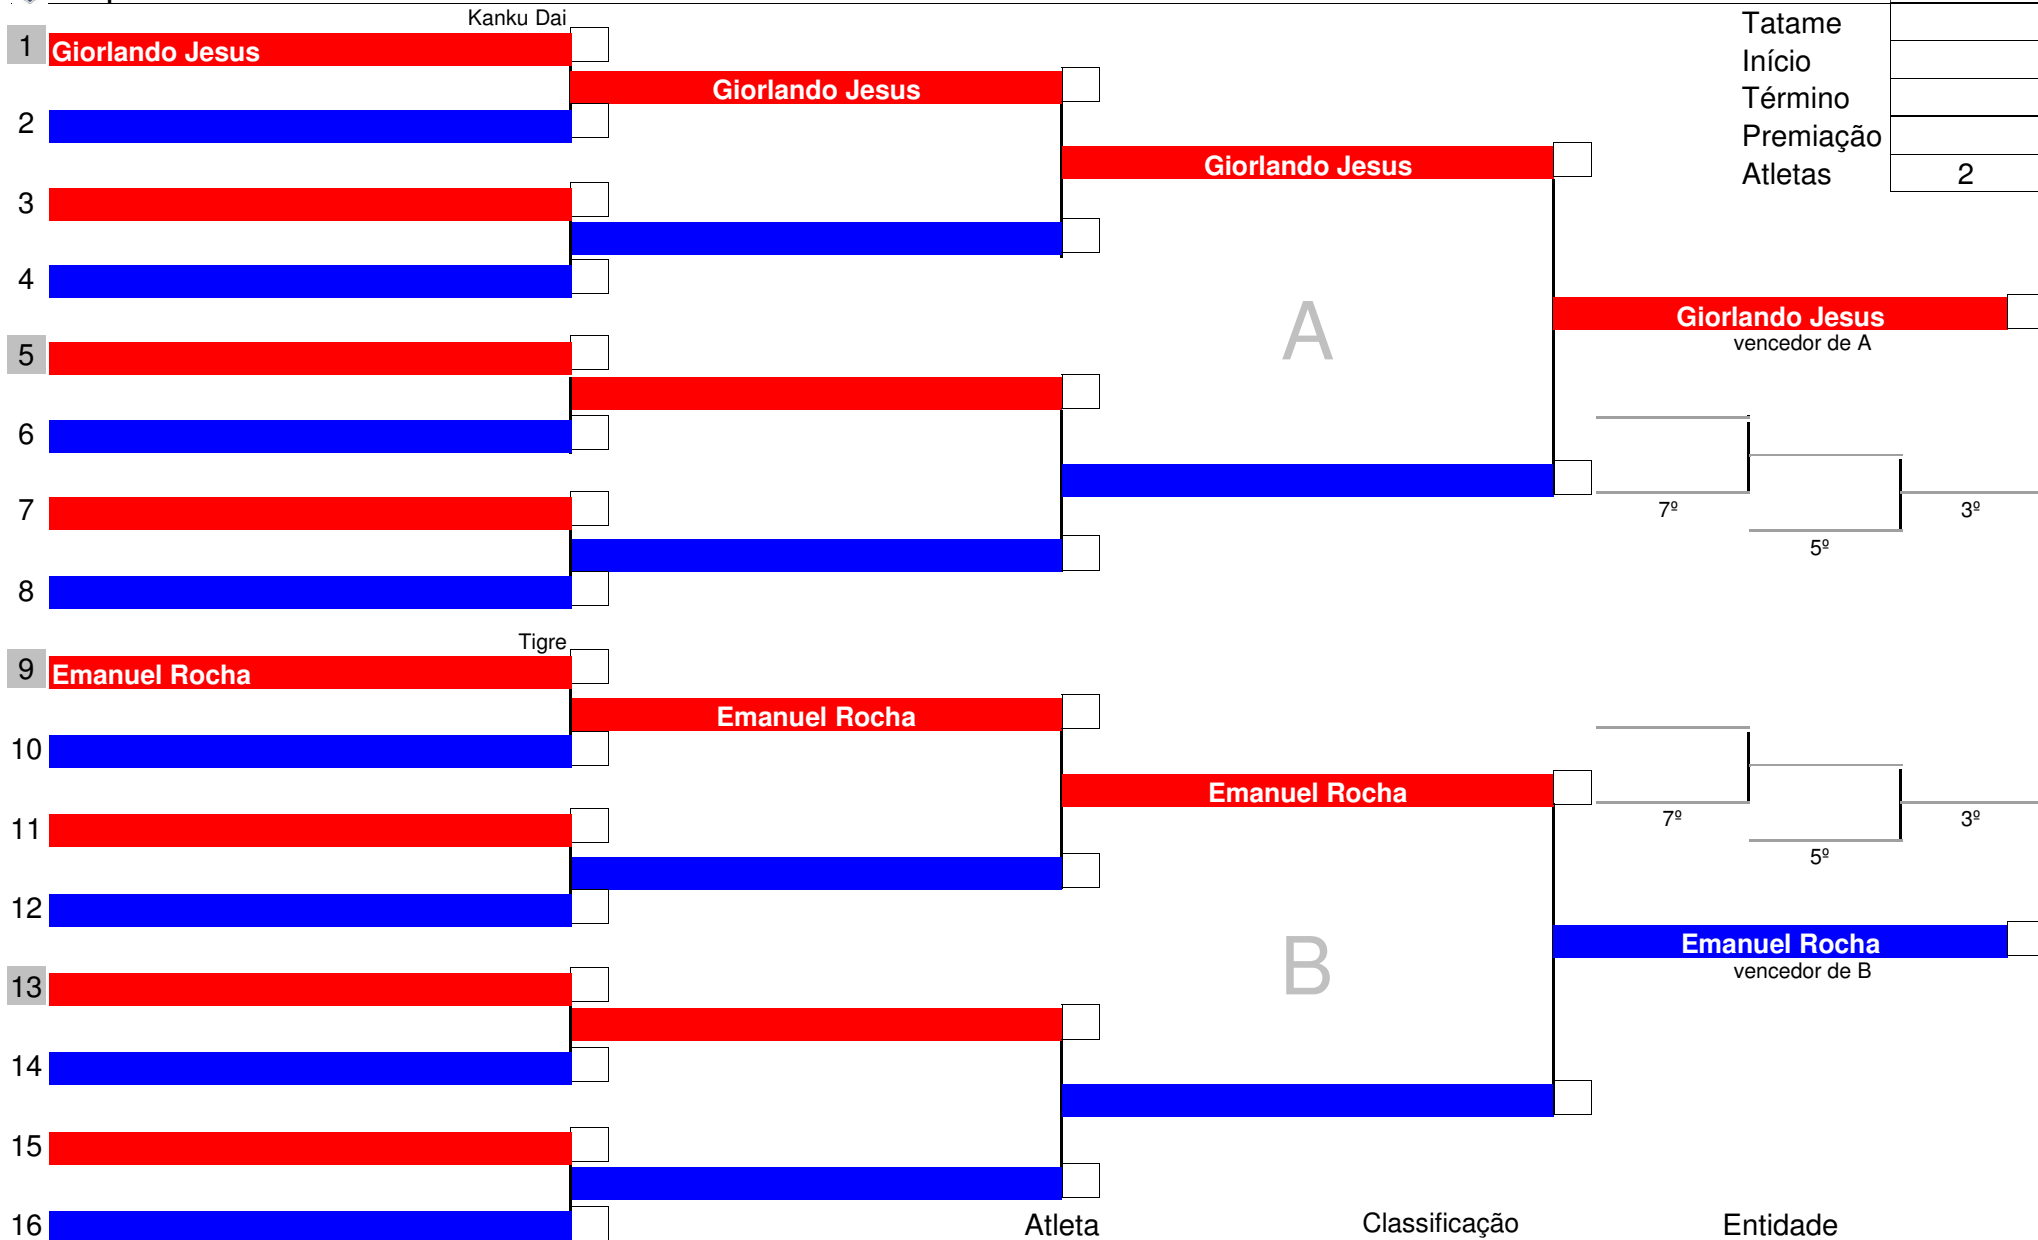 Kanku Dai
Tatame
1 Giorlando Jesus
Início
Giorlando Jesus
Término
2
Premiação
Giorlando Jesus
Atletas 2
3
4
Giorlando Jesus
vencedor de A
A
5
6
7
7º
3º
5º
8
Tigre
9 Emanuel Rocha
Emanuel Rocha
10
Emanuel Rocha
7º
3º
11
5º
12
Emanuel Rocha
vencedor de B
B
13
14
15
16
Atleta Classificação Entidade